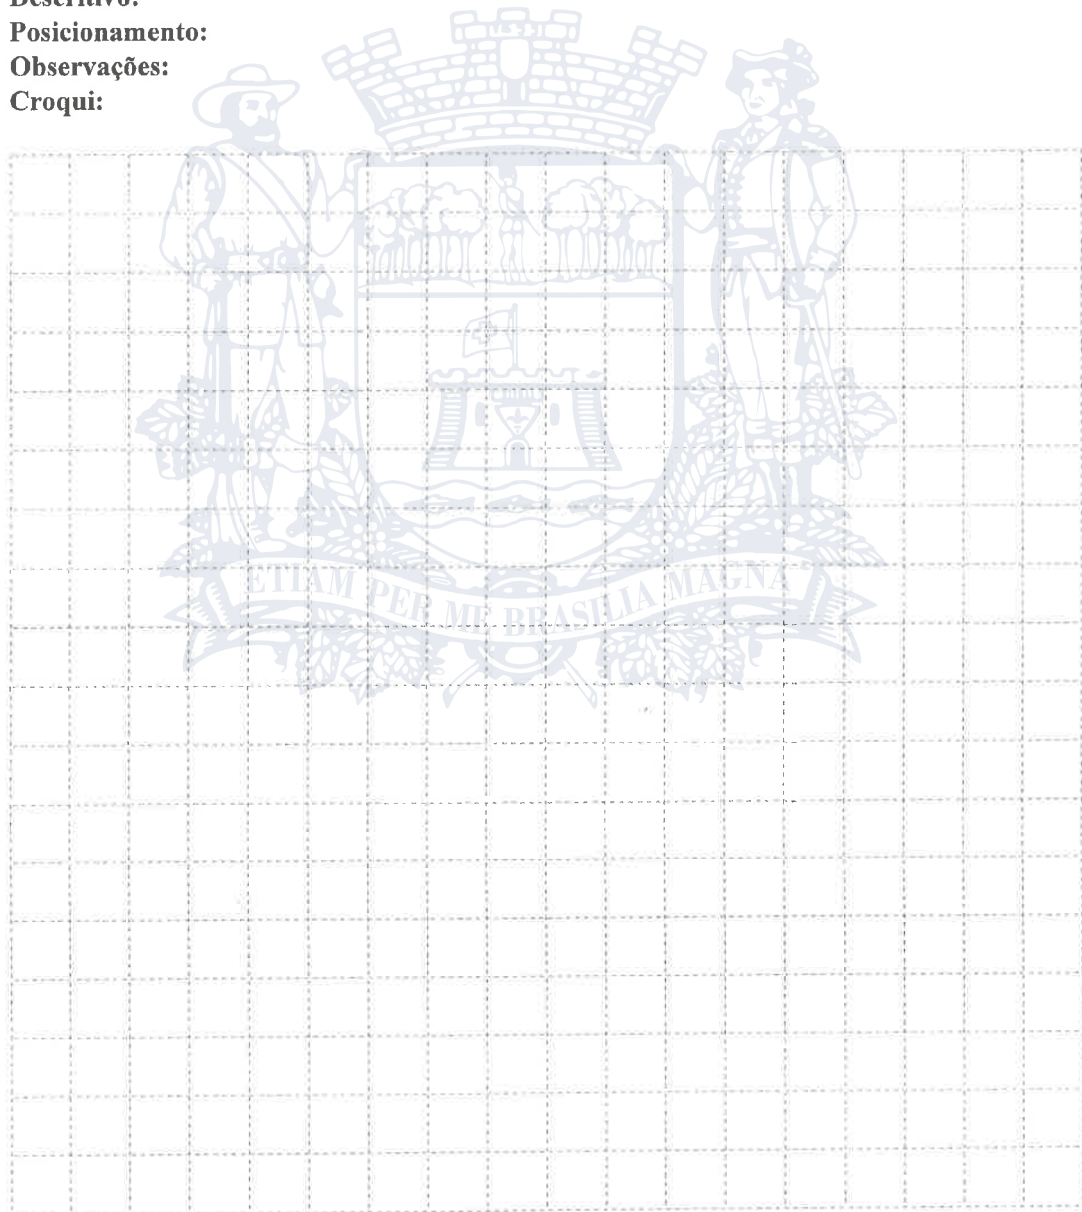 Descritivo:
Posicionamento:
Observações:
Croqui:
ETIAM PER ME BRASILIA MAGNA